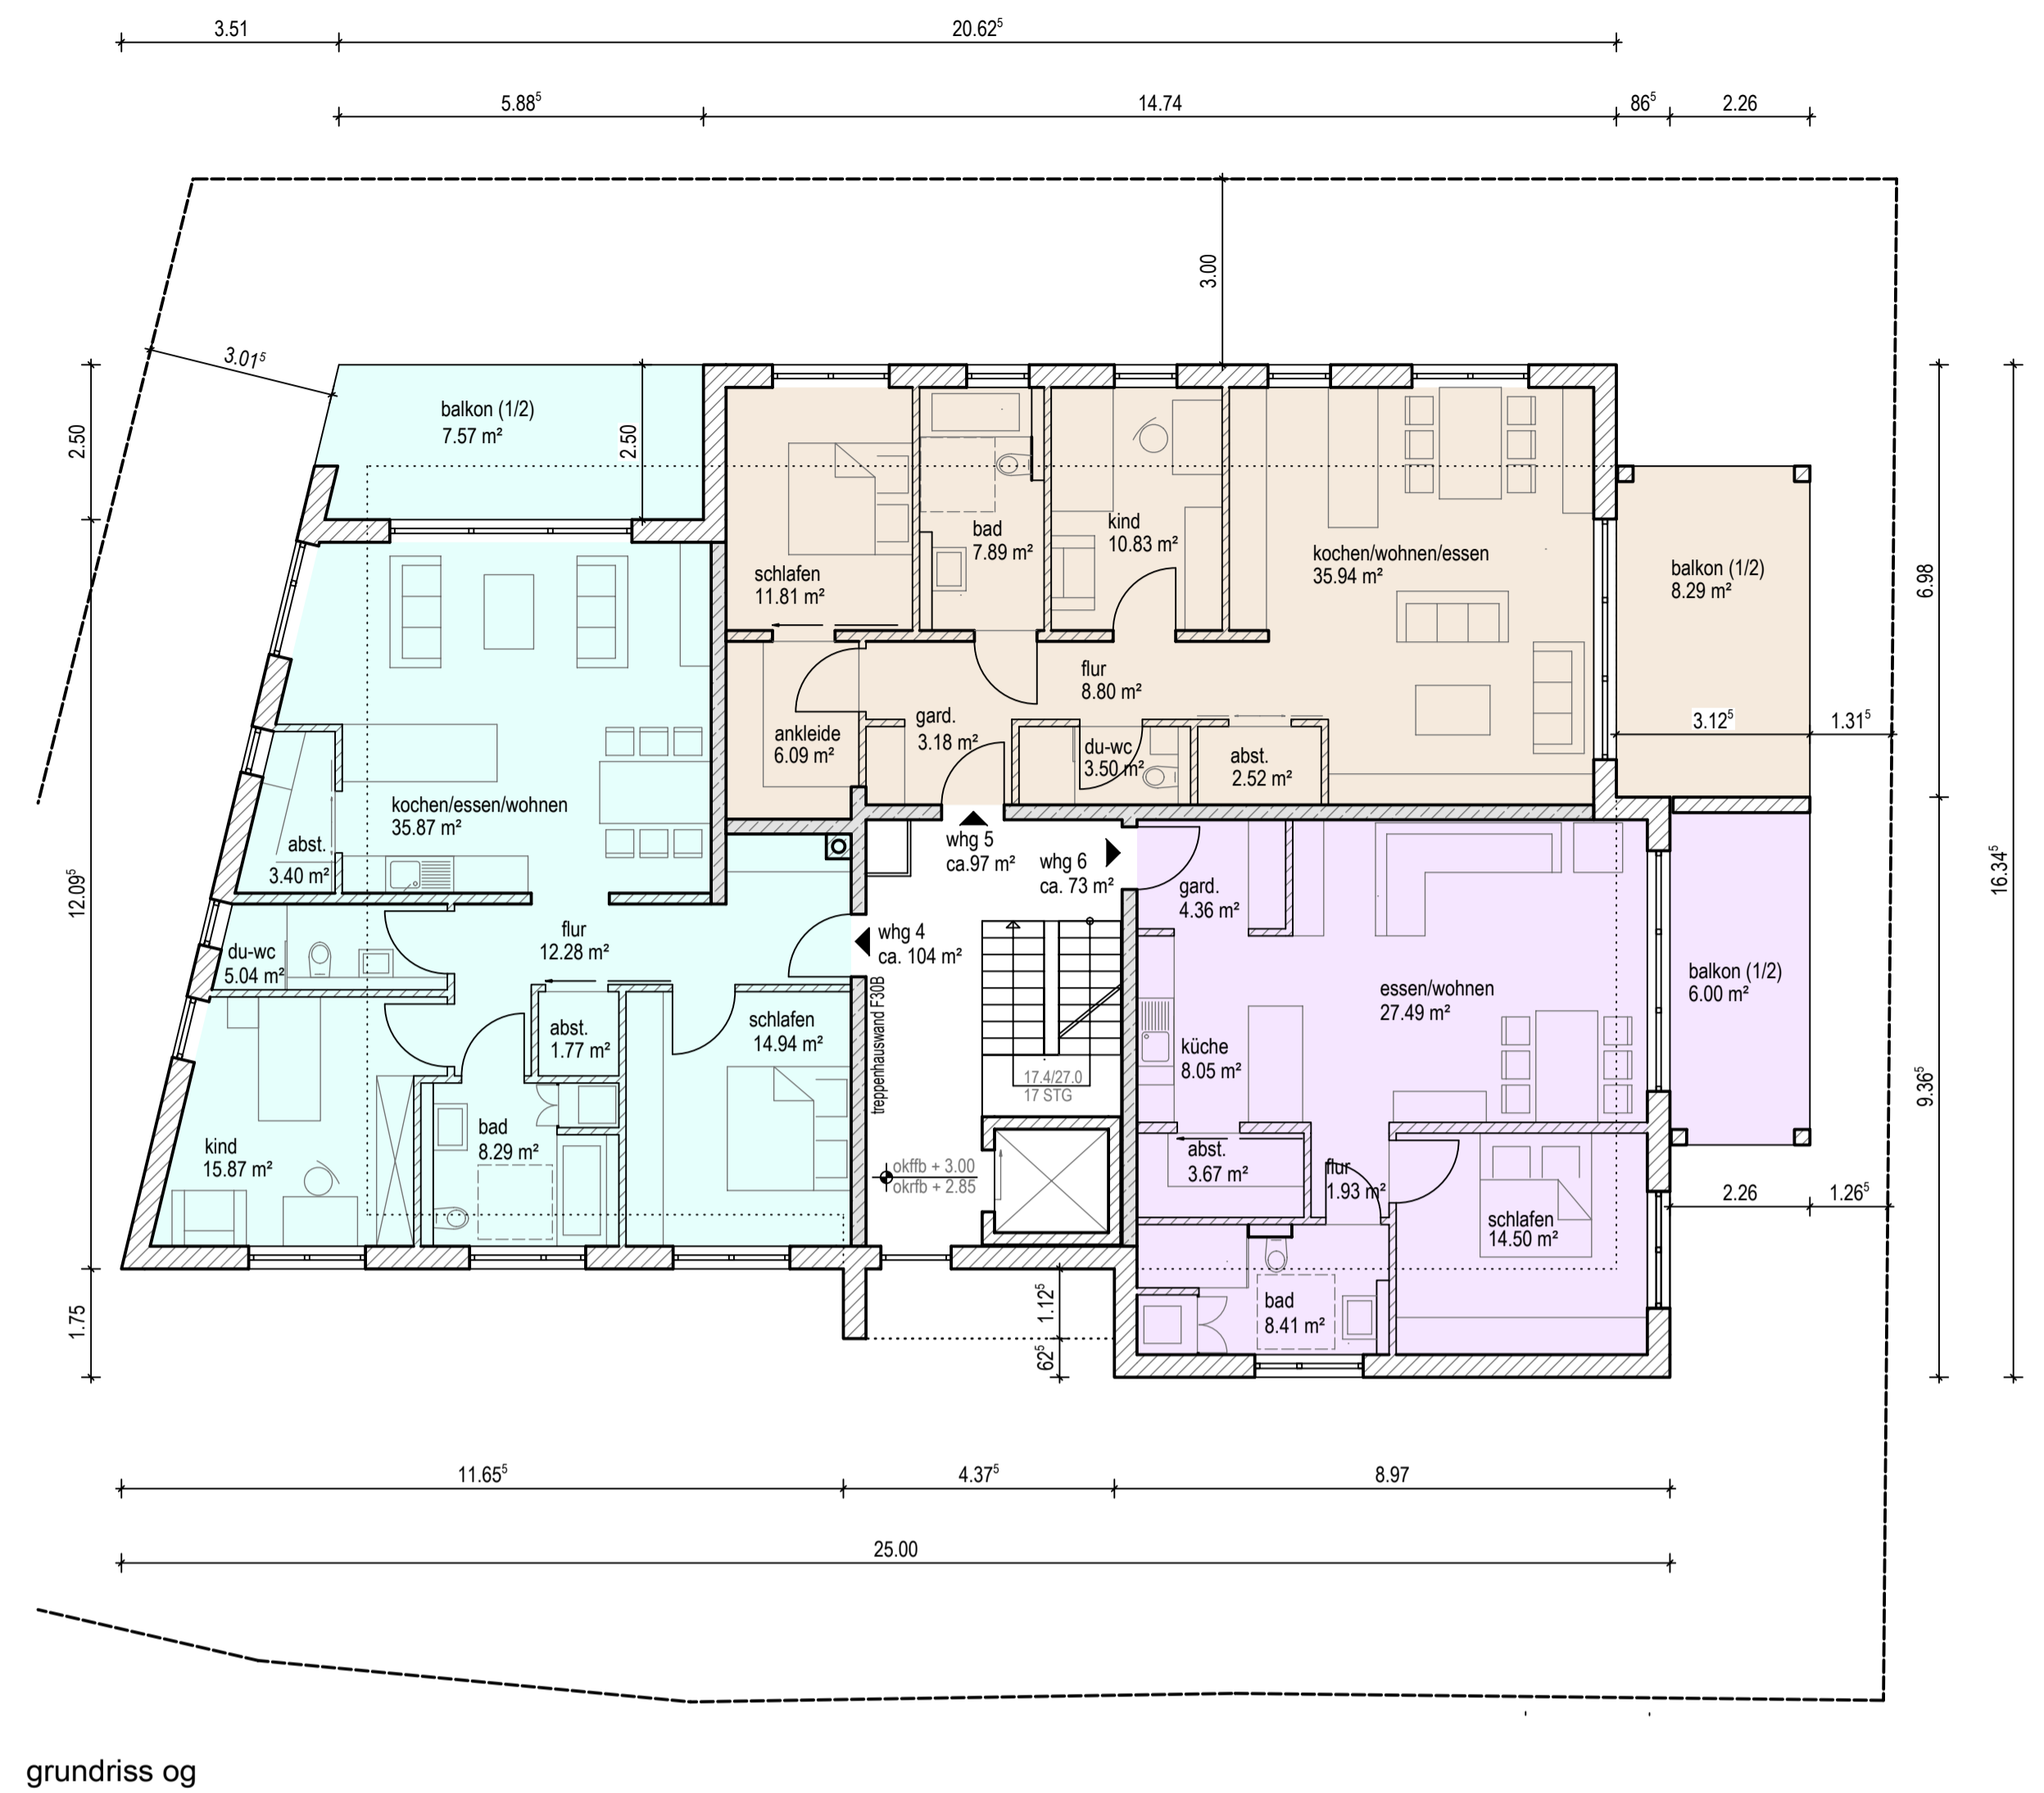 3.51
20.62⁵
5.88⁵
14.74
86⁵
2.26
3.00
3.01⁵
2.50
2.50
balkon (1/2)
7.57 m²
schlafen
11.81 m²
bad
7.89 m²
kind
10.83 m²
kochen/wohnen/essen
35.94 m²
balkon (1/2)
8.29 m²
6.98
flur
8.80 m²
ankleide
6.09 m²
gard.
3.18 m²
du-wc
3.50 m²
abst.
2.52 m²
3.12⁵
1.31⁵
kochen/essen/wohnen
35.87 m²
abst.
3.40 m²
12.09⁵
16.34⁵
whg 5
ca.97 m²
whg 6
ca. 73 m²
whg 4
ca. 104 m²
gard.
4.36 m²
flur
12.28 m²
du-wc
5.04 m²
abst.
1.77 m²
schlafen
14.94 m²
treppenhauswand F30B
17.4/27.0
17 STG
küche
8.05 m²
essen/wohnen
27.49 m²
balkon (1/2)
6.00 m²
9.36⁵
kind
15.87 m²
bad
8.29 m²
okffb + 3.00
okrfb + 2.85
abst.
3.67 m²
flur
1.93 m²
schlafen
14.50 m²
2.26
1.26⁵
bad
8.41 m²
1.75
1.12⁵
62⁵
11.65⁵
4.37⁵
8.97
25.00
grundriss og